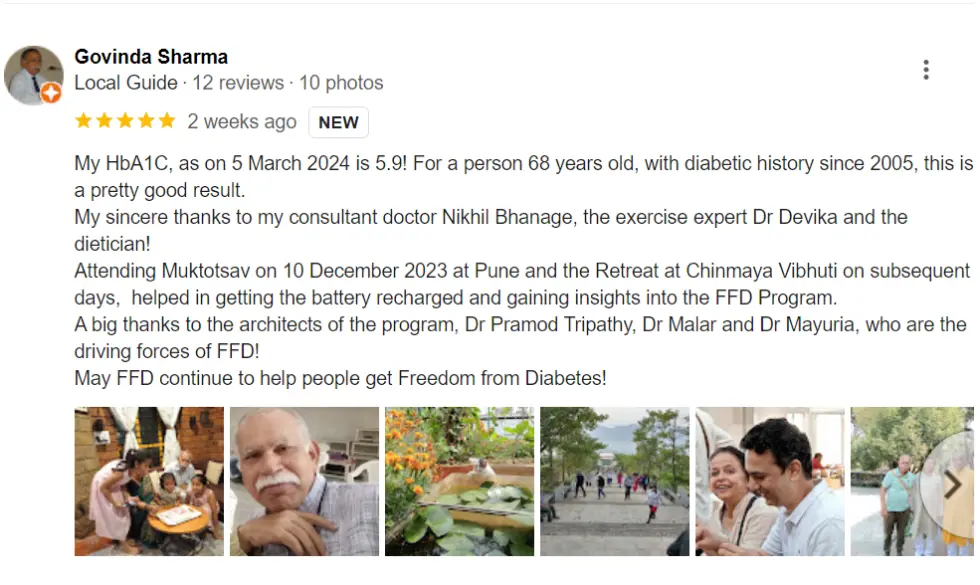 Govinda Sharma
Local Guide · 12 reviews · 10 photos
2 weeks ago NEW
My HbA1C, as on 5 March 2024 is 5.9! For a person 68 years old, with diabetic history since 2005, this is
a pretty good result.
My sincere thanks to my consultant doctor Nikhil Bhanage, the exercise expert Dr Devika and the
dietician!
Attending Muktotsav on 10 December 2023 at Pune and the Retreat at Chinmaya Vibhuti on subsequent
days,  helped in getting the battery recharged and gaining insights into the FFD Program.
A big thanks to the architects of the program, Dr Pramod Tripathy, Dr Malar and Dr Mayuria, who are the
driving forces of FFD!
May FFD continue to help people get Freedom from Diabetes!